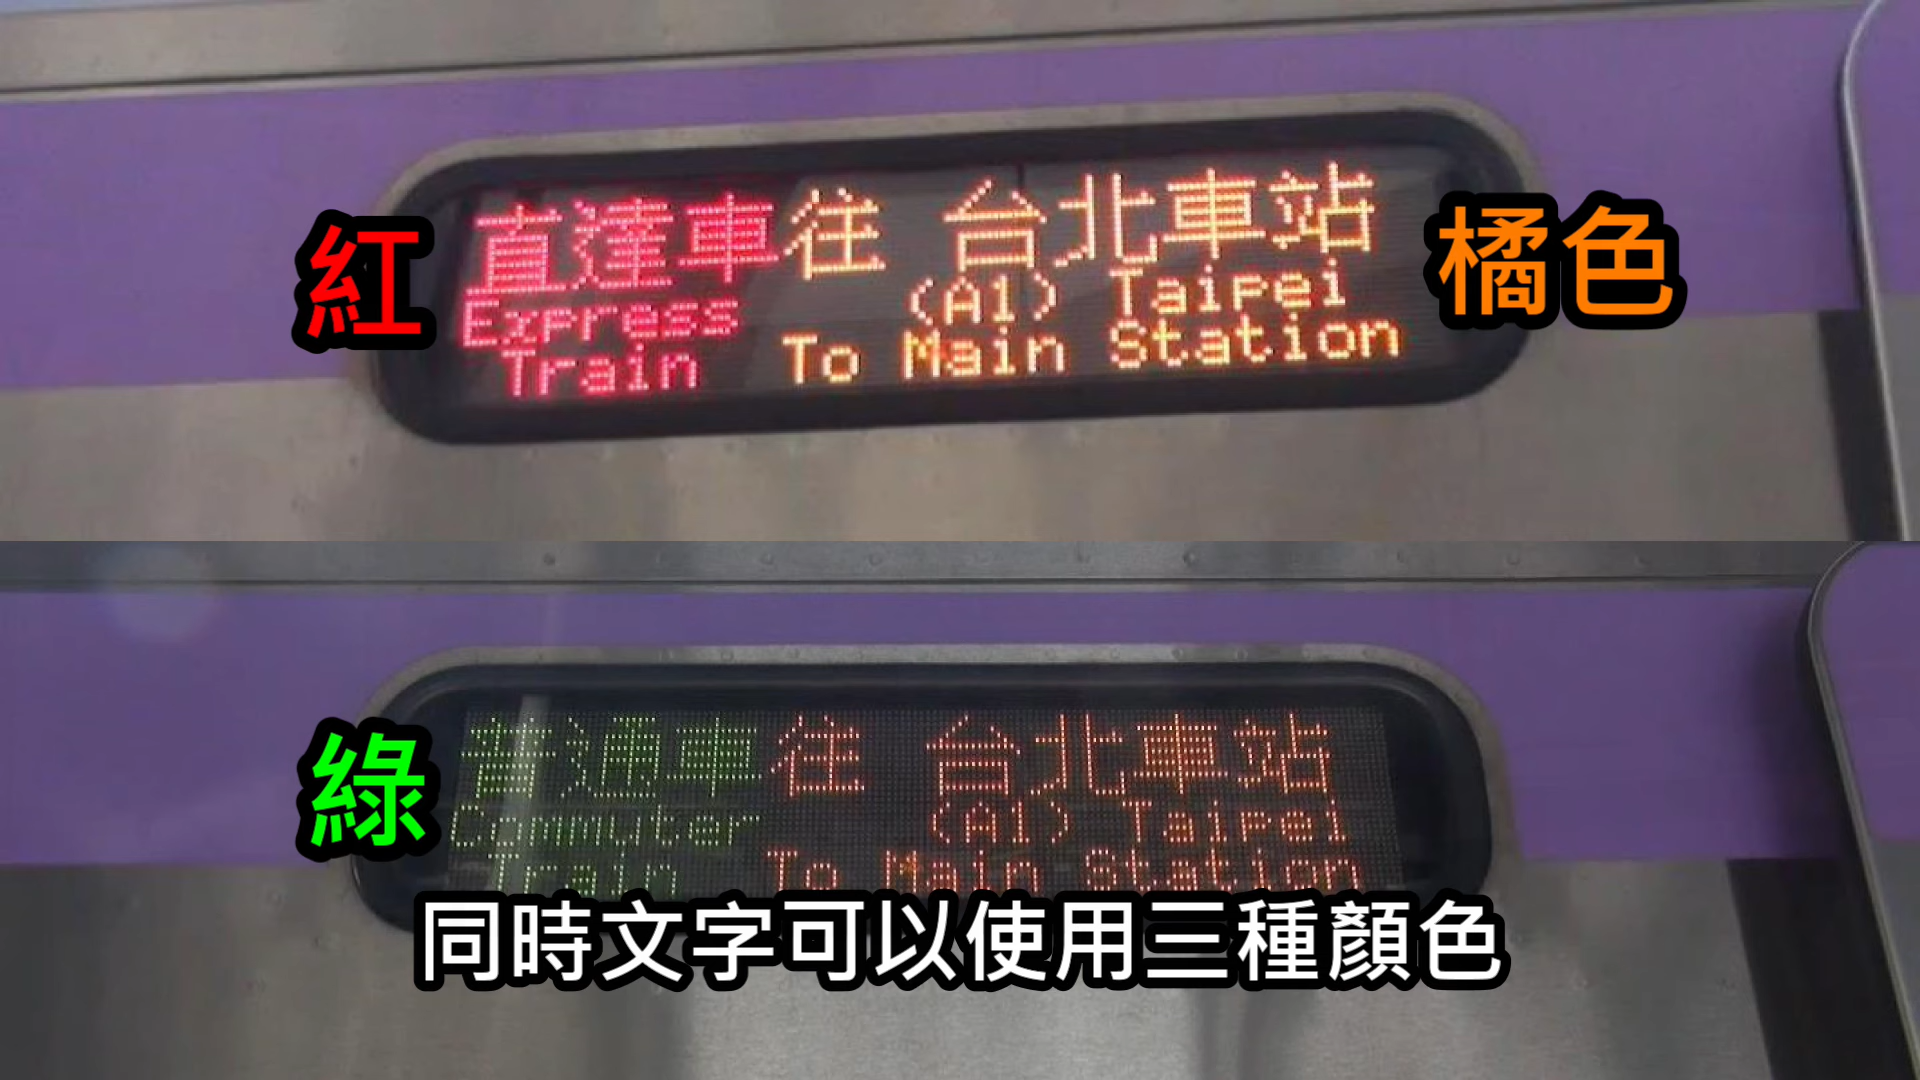 紅
直達車往 台北車站
Express (A1) Taipei
Train To Main Station
橘色
綠
普通車往 台北車站
Commuter (A1) Taipei
Train To Main Station
同時文字可以使用三種顏色